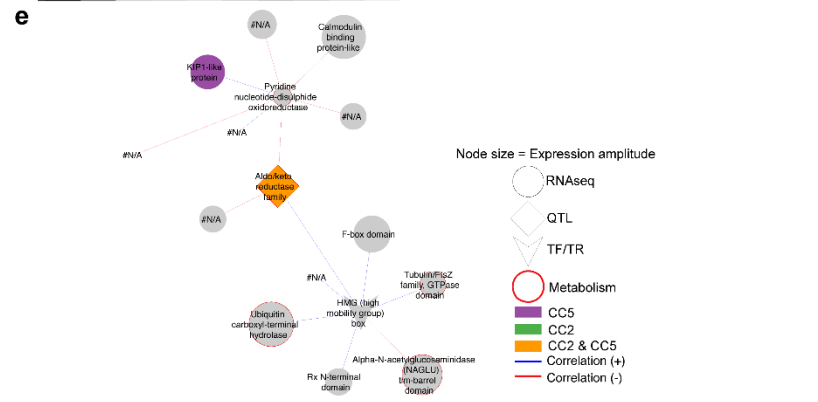 e
#N/A
Calmodulin
binding
protein-like
KIP1-like
protein
Pyridine
nucleotide-disulphide
oxidoreductase
#N/A
#N/A
#N/A
Aldo/keto
reductase
family
#N/A
F-box domain
#N/A
Tubulin/FtsZ
family, GTPase
domain
HMG (high
mobility group)
box
Ubiquitin
carboxyl-terminal
hydrolase
Rx N-terminal
domain
Alpha-N-acetylglucosaminidase
(NAGLU)
tim-barrel
domain
Node size = Expression amplitude
RNAseq
QTL
TF/TR
Metabolism
CC5
CC2
CC2 & CC5
Correlation (+)
Correlation (-)